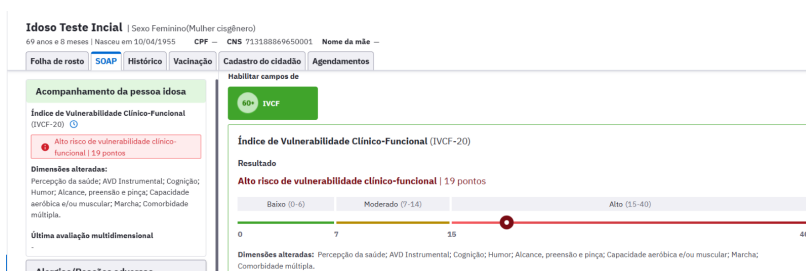 Idoso Teste Incial | Sexo Feminino(Mulher cisgênero)
69 anos e 8 meses | Nasceu em 10/04/1955 CPF — CNS 713188869650001 Nome da mãe —
Folha de rosto SOAP Histórico Vacinação Cadastro do cidadão Agendamentos
Acompanhamento da pessoa idosa
Índice de Vulnerabilidade Clínico-Funcional
(IVCF-20)
Alto risco de vulnerabilidade clínico-
funcional | 19 pontos
Dimensões alteradas:
Percepção da saúde; AVD Instrumental; Cognição;
Humor; Alcance, preensão e pinça; Capacidade
aeróbica e/ou muscular; Marcha; Comorbidade
múltipla.
Última avaliação multidimensional
-
Habilitar campos de
60+ IVCF
Índice de Vulnerabilidade Clínico-Funcional (IVCF-20)
Resultado
Alto risco de vulnerabilidade clínico-funcional | 19 pontos
Baixo (0-6) Moderado (7-14) Alto (15-40)
0 7 15 40
Dimensões alteradas: Percepção da saúde; AVD Instrumental; Cognição; Humor; Alcance, preensão e pinça; Capacidade aeróbica e/ou muscular; Marcha;
Comorbidade múltipla.